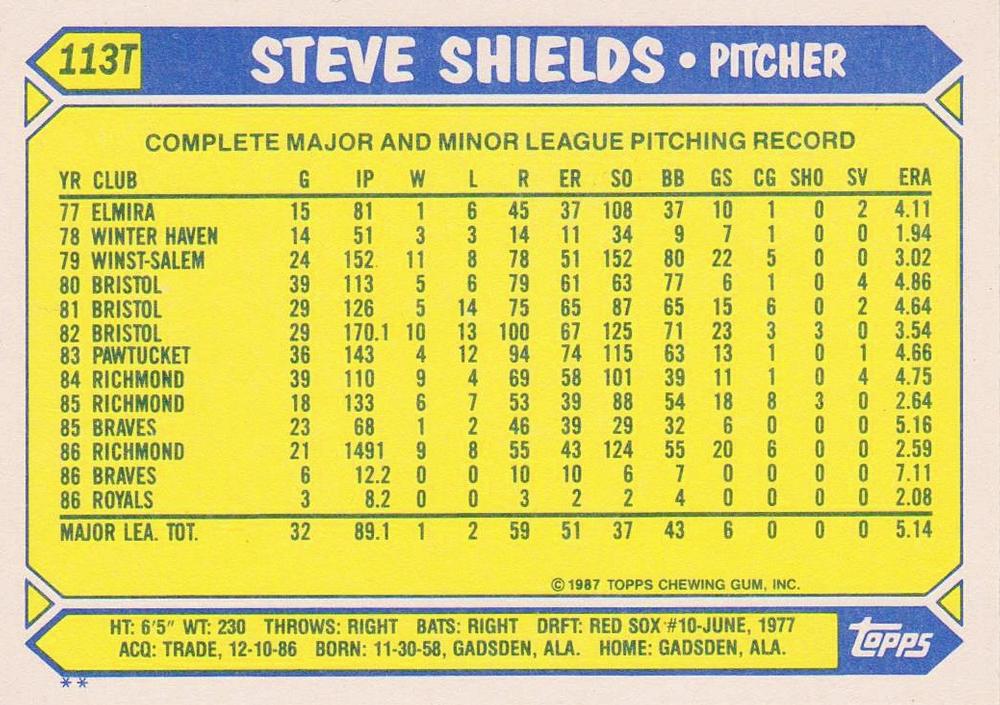 113T STEVE SHIELDS • PITCHER
COMPLETE MAJOR AND MINOR LEAGUE PITCHING RECORD
YR CLUB G IP W L R ER SO BB GS CG SHO SV ERA
77 ELMIRA 15 81 1 6 45 37 108 37 10 1 0 2 4.11
78 WINTER HAVEN 14 51 3 3 14 11 34 9 7 1 0 0 1.94
79 WINST-SALEM 24 152 11 8 78 51 152 80 22 5 0 0 3.02
80 BRISTOL 39 113 5 6 79 61 63 77 6 1 0 4 4.86
81 BRISTOL 29 126 5 14 75 65 87 65 15 6 0 2 4.64
82 BRISTOL 29 170.1 10 13 100 67 125 71 23 3 3 0 3.54
83 PAWTUCKET 36 143 4 12 94 74 115 63 13 1 0 1 4.66
84 RICHMOND 39 110 9 4 69 58 101 39 11 1 0 4 4.75
85 RICHMOND 18 133 6 7 53 39 88 54 18 8 3 0 2.64
85 BRAVES 23 68 1 2 46 39 29 32 6 0 0 0 5.16
86 RICHMOND 21 1491 9 8 55 43 124 55 20 6 0 0 2.59
86 BRAVES 6 12.2 0 0 10 10 6 7 0 0 0 0 7.11
86 ROYALS 3 8.2 0 0 3 2 2 4 0 0 0 0 2.08
MAJOR LEA. TOT. 32 89.1 1 2 59 51 37 43 6 0 0 0 5.14
© 1987 TOPPS CHEWING GUM, INC.
HT: 6'5" WT: 230 THROWS: RIGHT BATS: RIGHT DRFT: RED SOX #10-JUNE, 1977
ACQ: TRADE, 12-10-86 BORN: 11-30-58, GADSDEN, ALA. HOME: GADSDEN, ALA.
topps
**